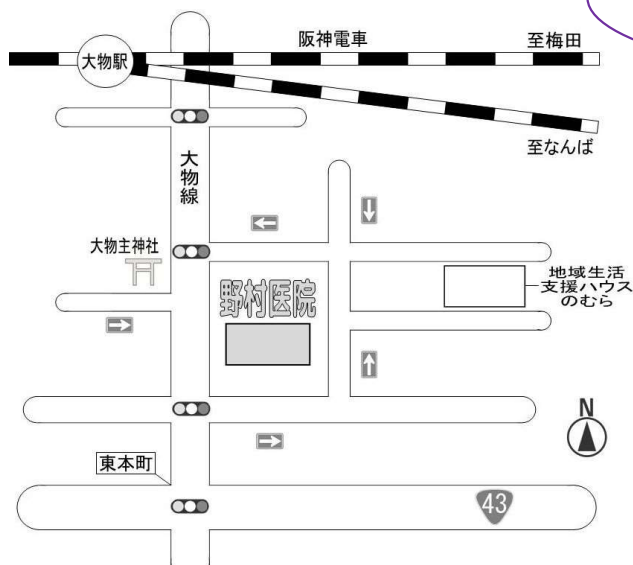 阪神電車
至梅田
大物駅
至なんば
大物線
大物主神社
野村医院
地域生活
支援ハウス
のむら
N
東本町
43